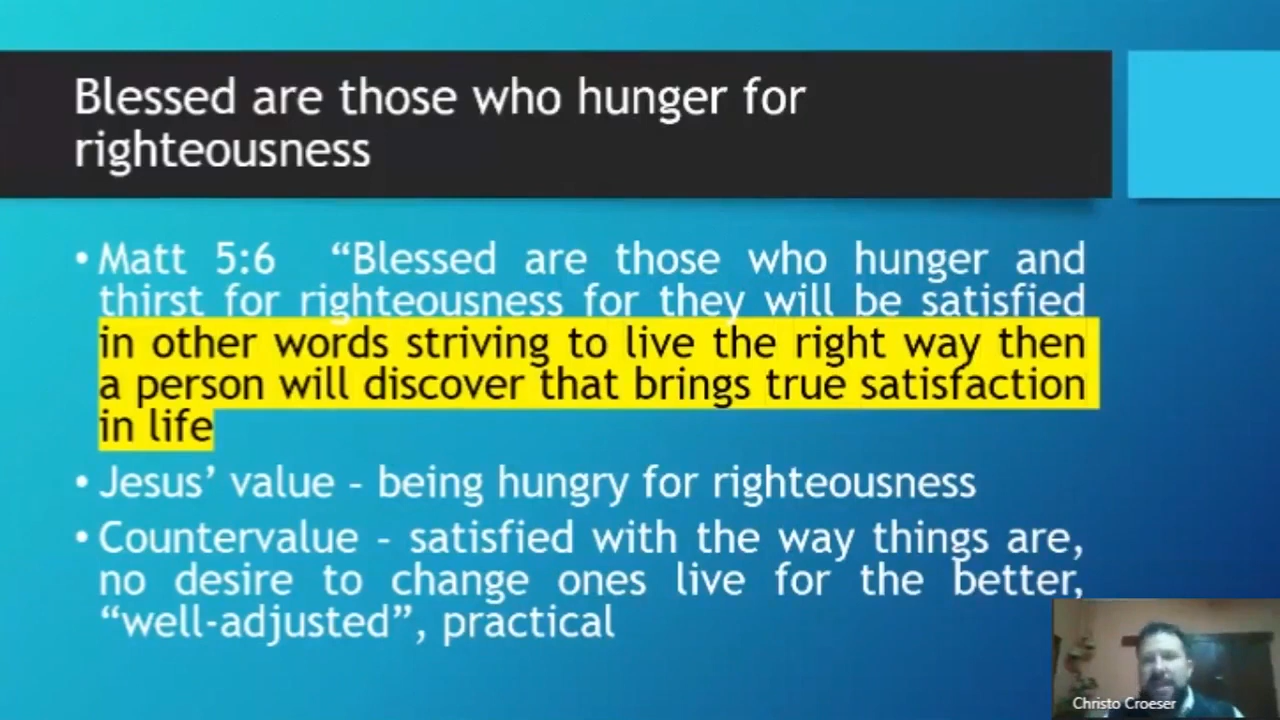 Blessed are those who hunger for
righteousness
• Matt 5:6 “Blessed are those who hunger and
thirst for righteousness for they will be satisfied
in other words striving to live the right way then
a person will discover that brings true satisfaction
in life
• Jesus’ value – being hungry for righteousness
• Countervalue – satisfied with the way things are,
no desire to change ones live for the better,
“well-adjusted”, practical
Christo Croeser